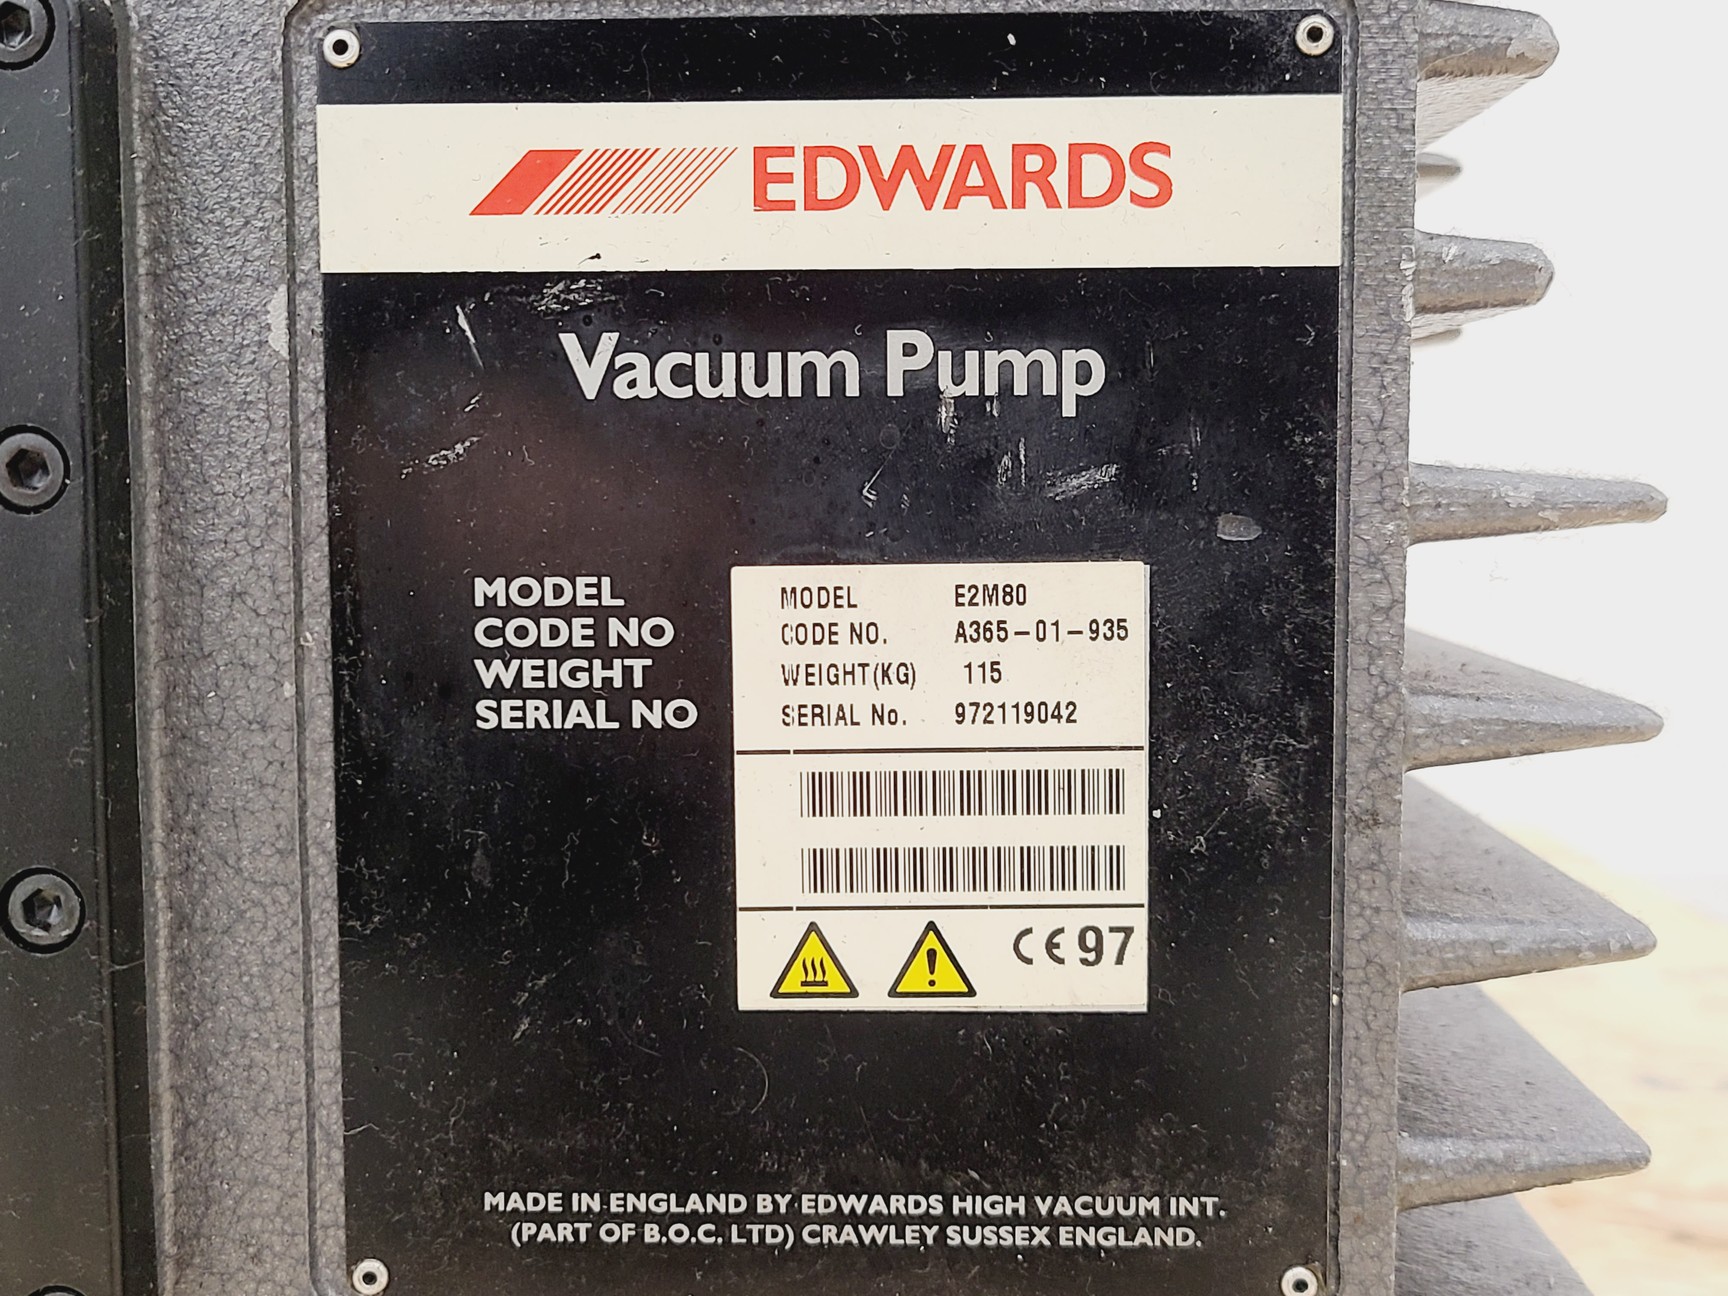 EDWARDS
Vacuum Pump
MODEL
CODE NO
WEIGHT
SERIAL NO
MODEL E2M80
CODE NO. A365-01-935
WEIGHT(KG) 115
SERIAL No. 972119042
CE 97
MADE IN ENGLAND BY EDWARDS HIGH VACUUM INT.
(PART OF B.O.C. LTD) CRAWLEY SUSSEX ENGLAND.